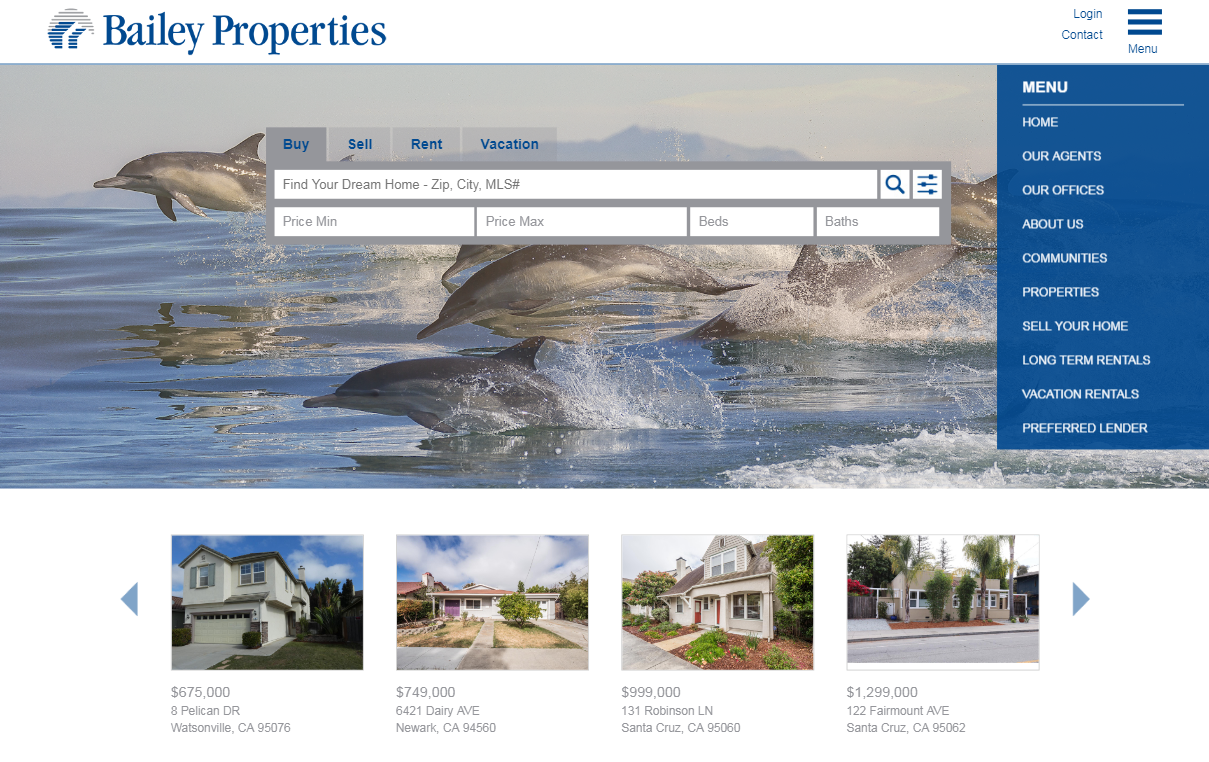 Bailey Properties
Login
Contact
Menu
MENU
HOME
OUR AGENTS
OUR OFFICES
ABOUT US
COMMUNITIES
PROPERTIES
SELL YOUR HOME
LONG TERM RENTALS
VACATION RENTALS
PREFERRED LENDER
Buy Sell Rent Vacation
Find Your Dream Home - Zip, City, MLS#
Price Min Price Max Beds Baths
$675,000
8 Pelican DR
Watsonville, CA 95076
$749,000
6421 Dairy AVE
Newark, CA 94560
$999,000
131 Robinson LN
Santa Cruz, CA 95060
$1,299,000
122 Fairmount AVE
Santa Cruz, CA 95062